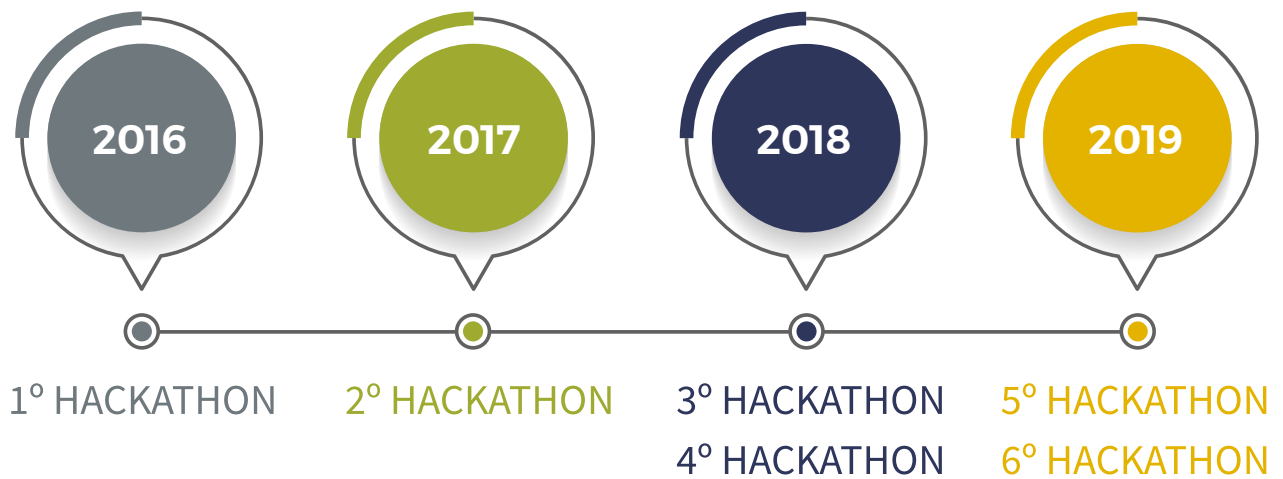 2016
2017
2018
2019
1º HACKATHON
2º HACKATHON
3º HACKATHON
4º HACKATHON
5º HACKATHON
6º HACKATHON